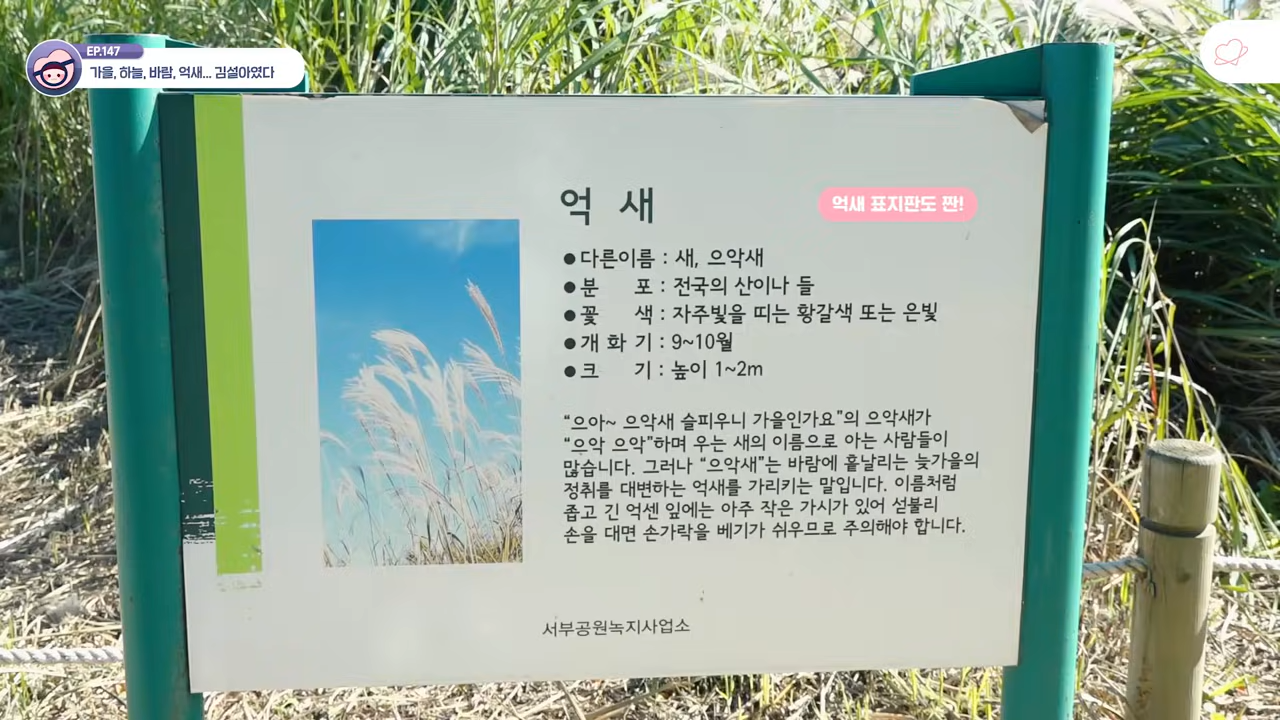 EP.147
가을, 하늘, 바람, 억새... 김설아였다
억새 표지판도 짠!
억 새
●다른이름 : 새, 으악새
●분 포 : 전국의 산이나 들
●꽃 색 : 자주빛을 띠는 황갈색 또는 은빛
●개 화 기 : 9~10월
●크 기 : 높이 1~2m
“으아~ 으악새 슬피우니 가을인가요”의 으악새가
“으악 으악”하며 우는 새의 이름으로 아는 사람들이
많습니다. 그러나 “으악새”는 바람에 흩날리는 늦가을의
정취를 대변하는 억새를 가리키는 말입니다. 이름처럼
좁고 긴 억센 잎에는 아주 작은 가시가 있어 섣불리
손을 대면 손가락을 베기가 쉬우므로 주의해야 합니다.
서부공원녹지사업소